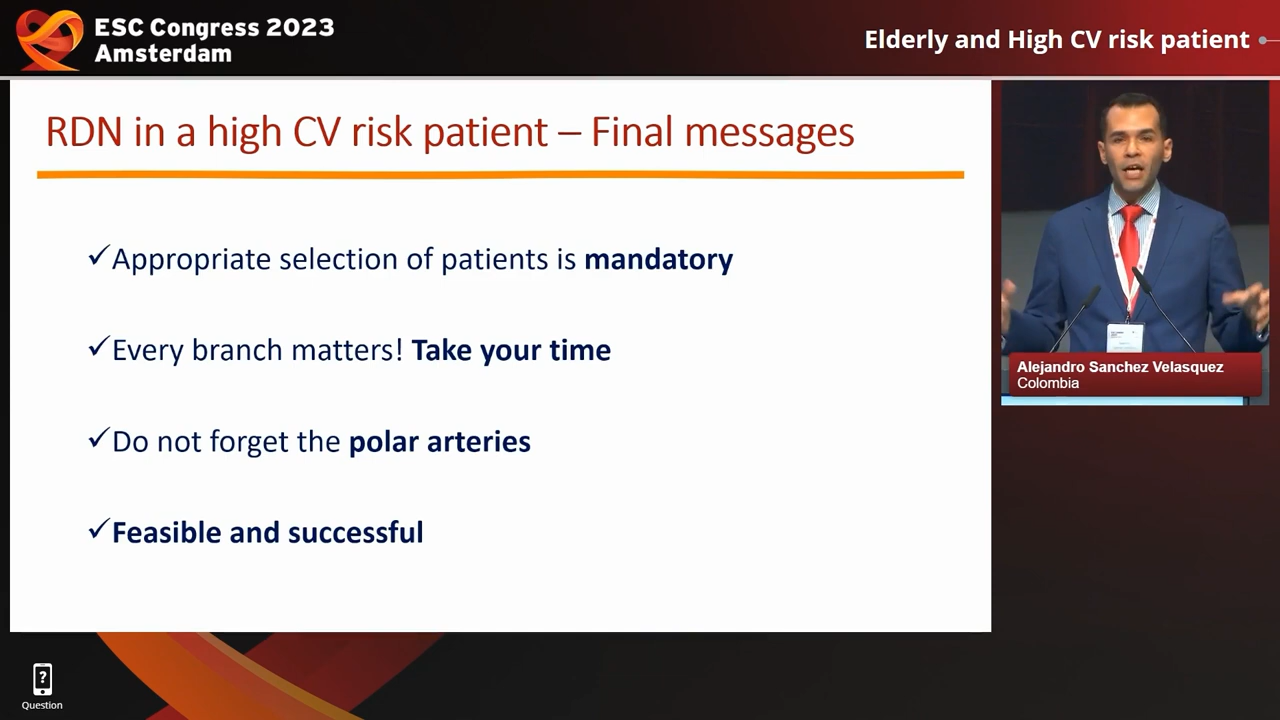 ESC Congress 2023
Amsterdam
Elderly and High CV risk patient
RDN in a high CV risk patient – Final messages
✓Appropriate selection of patients is mandatory
✓Every branch matters! Take your time
✓Do not forget the polar arteries
✓Feasible and successful
Alejandro Sanchez Velasquez
Colombia
?
Question